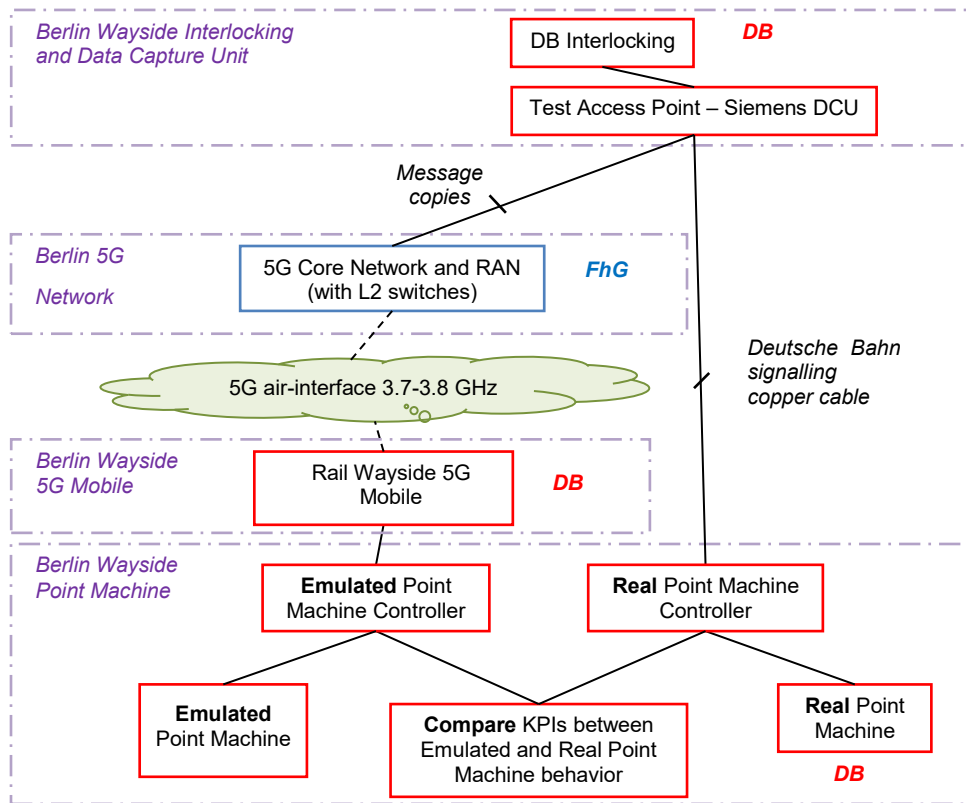 Berlin Wayside Interlocking
and Data Capture Unit
DB Interlocking
DB
Test Access Point – Siemens DCU
Message
copies
Berlin 5G
Network
5G Core Network and RAN
(with L2 switches)
FhG
Deutsche Bahn
signalling
copper cable
5G air-interface 3.7-3.8 GHz
Berlin Wayside
5G Mobile
Rail Wayside 5G
Mobile
DB
Berlin Wayside
Point Machine
Emulated Point
Machine Controller
Real Point Machine
Controller
Emulated
Point Machine
Compare KPIs between
Emulated and Real Point
Machine behavior
Real Point
Machine
DB